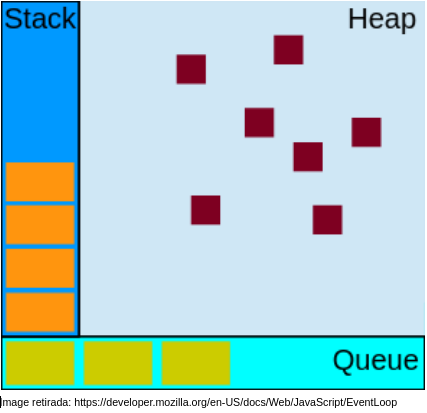 Stack
Heap
Queue
Image retirada: https://developer.mozilla.org/en-US/docs/Web/JavaScript/EventLoop